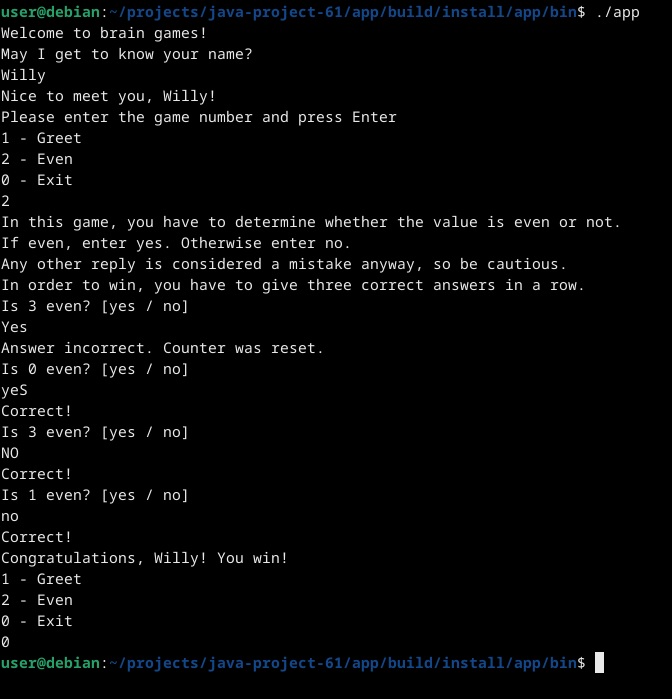 user@debian:~/projects/java-project-61/app/build/install/app/bin$ ./app
Welcome to brain games!
May I get to know your name?
Willy
Nice to meet you, Willy!
Please enter the game number and press Enter
1 - Greet
2 - Even
0 - Exit
2
In this game, you have to determine whether the value is even or not.
If even, enter yes. Otherwise enter no.
Any other reply is considered a mistake anyway, so be cautious.
In order to win, you have to give three correct answers in a row.
Is 3 even? [yes / no]
Yes
Answer incorrect. Counter was reset.
Is 0 even? [yes / no]
yeS
Correct!
Is 3 even? [yes / no]
NO
Correct!
Is 1 even? [yes / no]
no
Correct!
Congratulations, Willy! You win!
1 - Greet
2 - Even
0 - Exit
0
user@debian:~/projects/java-project-61/app/build/install/app/bin$